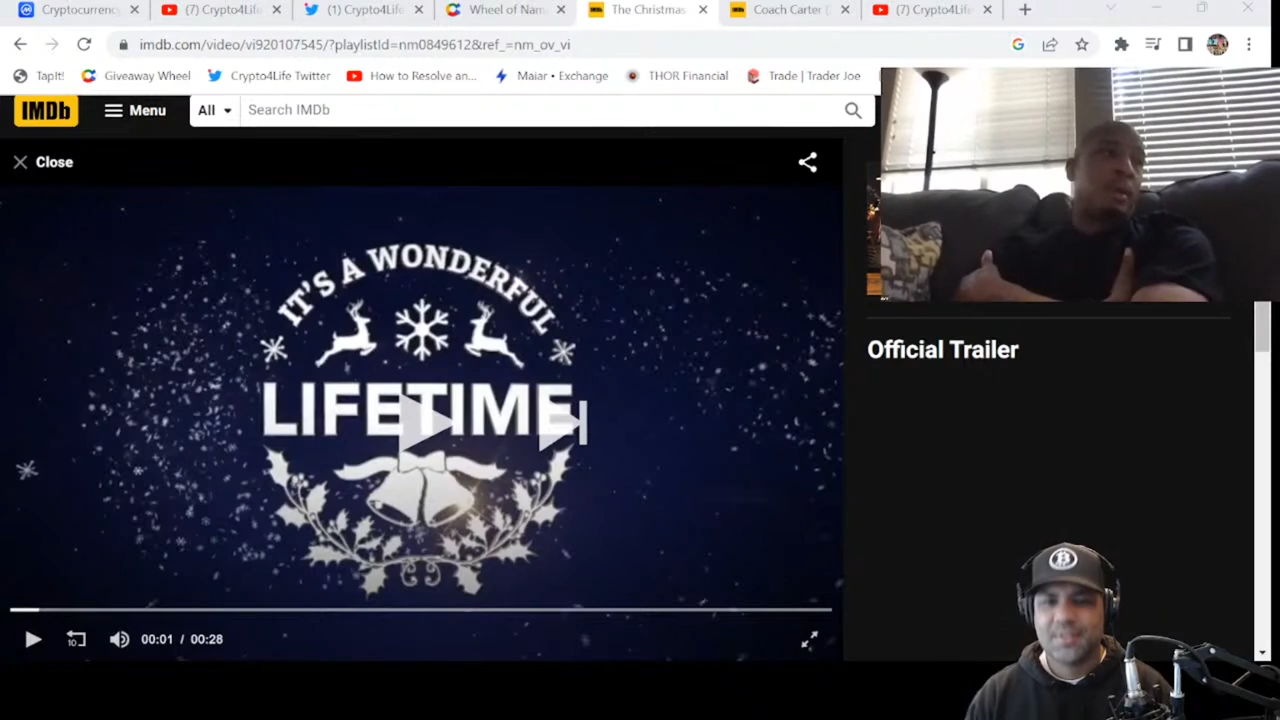 Cryptocurrency
(7) Crypto4Life
(1) Crypto4Life
Wheel of Nam
The Christmas
Coach Carter (
(7) Crypto4Life
imdb.com/video/vi920107545/?playlistId=nm0849612&ref_=nm_ov_vi
TapIt!
Giveaway Wheel
Crypto4Life Twitter
How to Resolve an...
Maiar • Exchange
THOR Financial
Trade | Trader Joe
IMDb
Menu
All
Search IMDb
Close
IT'S A WONDERFUL
LIFETIME
Official Trailer
10
00:01 / 00:28